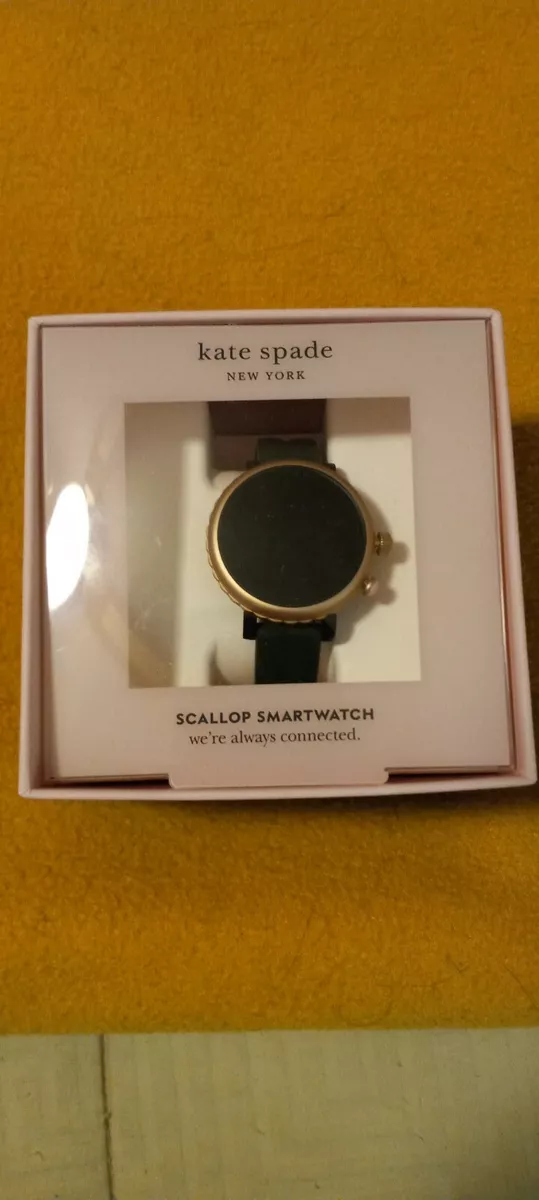 kate spade
NEW YORK
SCALLOP SMARTWATCH
we're always connected.